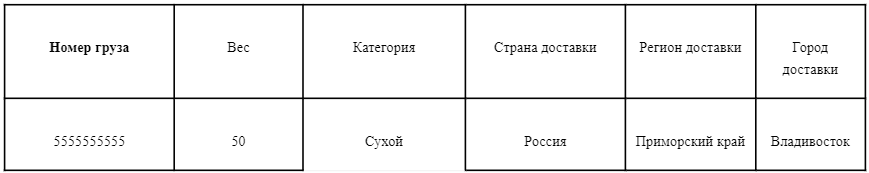 Номер груза Вес Категория Страна доставки Регион доставки Город
доставки
5555555555 50 Сухой Россия Приморский край Владивосток